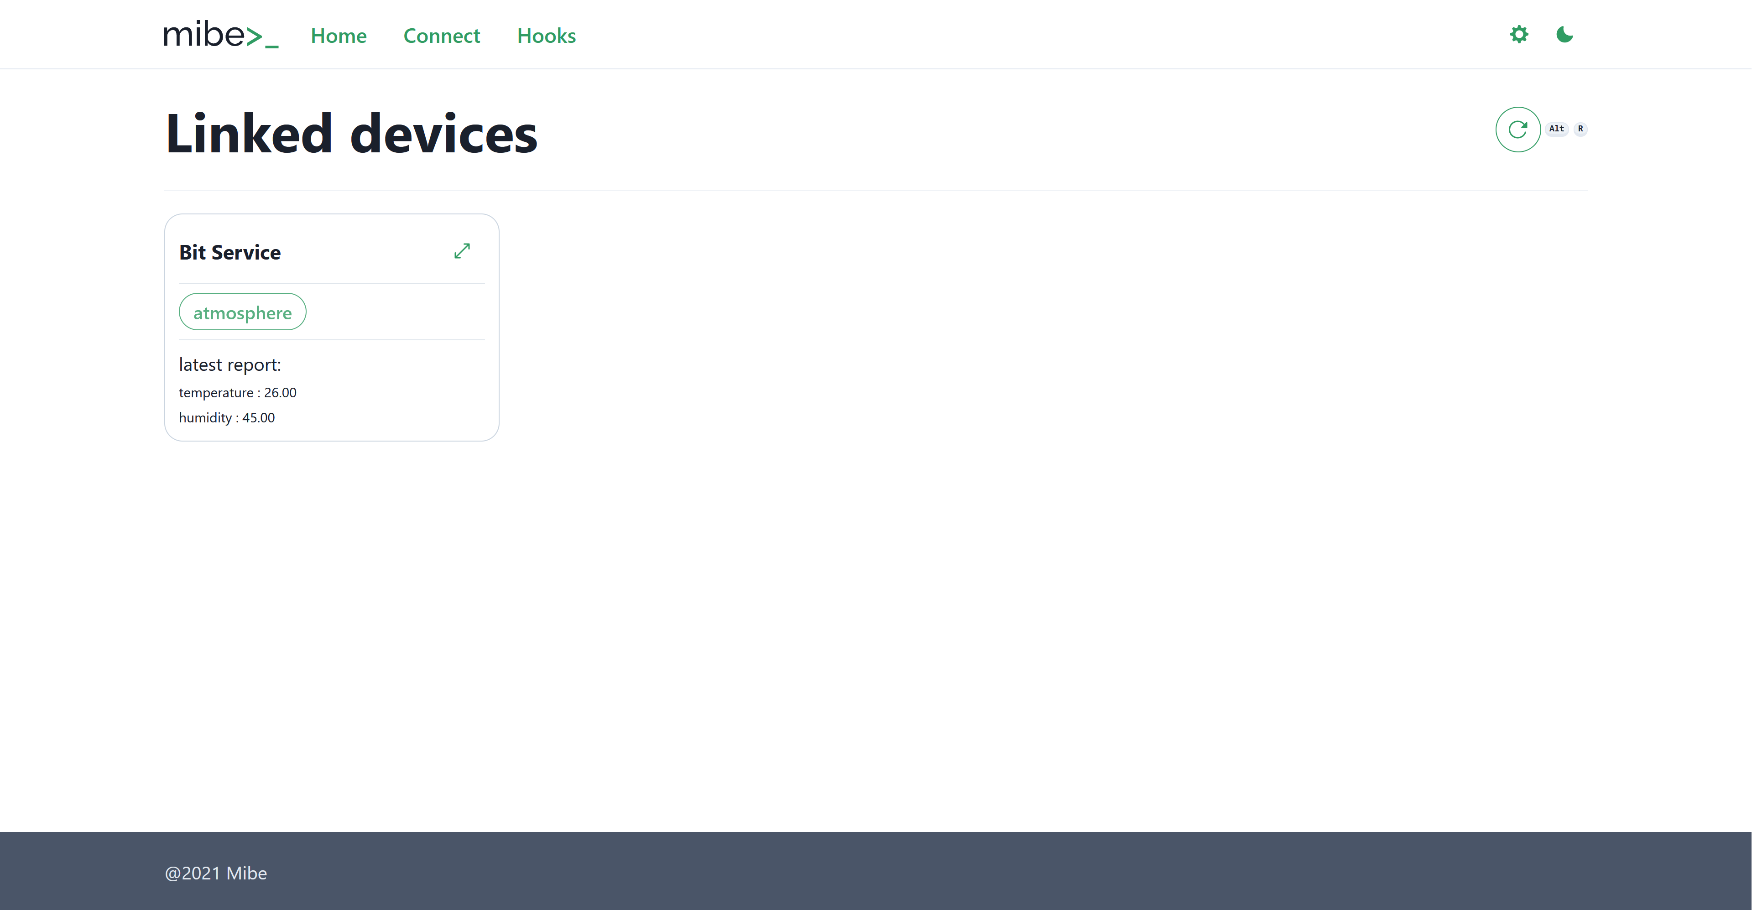 mibe>_ Home Connect Hooks
Linked devices
Alt R
Bit Service
atmosphere
latest report:
temperature : 26.00
humidity : 45.00
@2021 Mibe